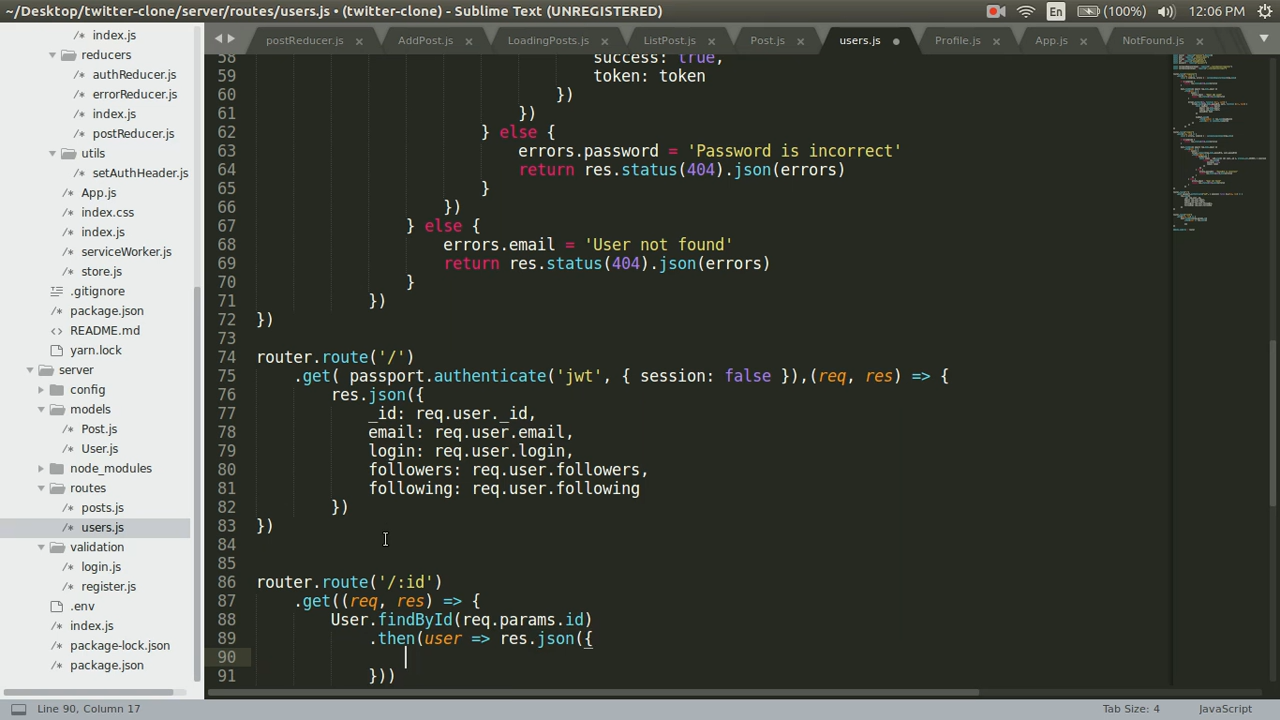 ~/Desktop/twitter-clone/server/routes/users.js • (twitter-clone) - Sublime Text (UNREGISTERED)
En
(100%)
12:06 PM
postReducer.js
AddPost.js
LoadingPosts.js
ListPost.js
Post.js
users.js
Profile.js
App.js
NotFound.js
index.js
reducers
authReducer.js
errorReducer.js
index.js
postReducer.js
utils
setAuthHeader.js
App.js
index.css
index.js
serviceWorker.js
store.js
.gitignore
package.json
README.md
yarn.lock
server
config
models
Post.js
User.js
node_modules
routes
posts.js
users.js
validation
login.js
register.js
.env
index.js
package-lock.json
package.json
58 success: true,
59 token: token
60 })
61 })
62 } else {
63 errors.password = 'Password is incorrect'
64 return res.status(404).json(errors)
65 }
66 })
67 } else {
68 errors.email = 'User not found'
69 return res.status(404).json(errors)
70 }
71 })
72 })
73
74 router.route('/')
75 .get( passport.authenticate('jwt', { session: false }),(req, res) => {
76 res.json({
77 _id: req.user._id,
78 email: req.user.email,
79 login: req.user.login,
80 followers: req.user.followers,
81 following: req.user.following
82 })
83 })
84
85
86 router.route('/:id')
87 .get((req, res) => {
88 User.findById(req.params.id)
89 .then(user => res.json({
90
91 }))
Line 90, Column 17
Tab Size: 4
JavaScript